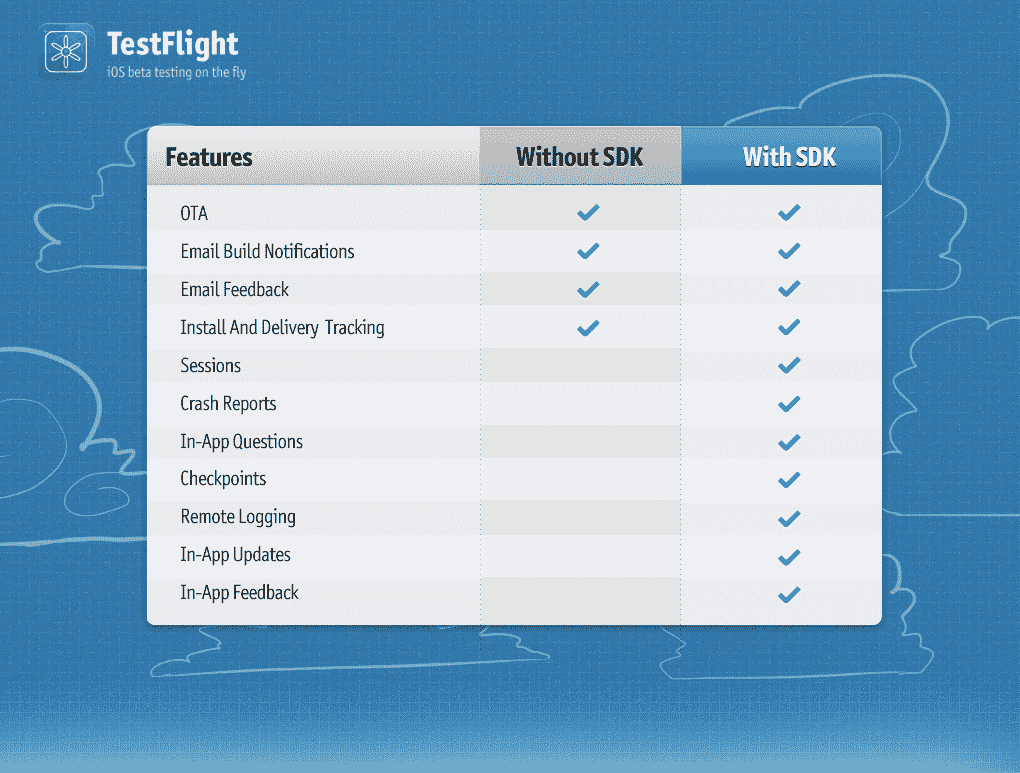 TestFlight
iOS beta testing on the fly
Features Without SDK With SDK
OTA
Email Build Notifications
Email Feedback
Install And Delivery Tracking
Sessions
Crash Reports
In-App Questions
Checkpoints
Remote Logging
In-App Updates
In-App Feedback